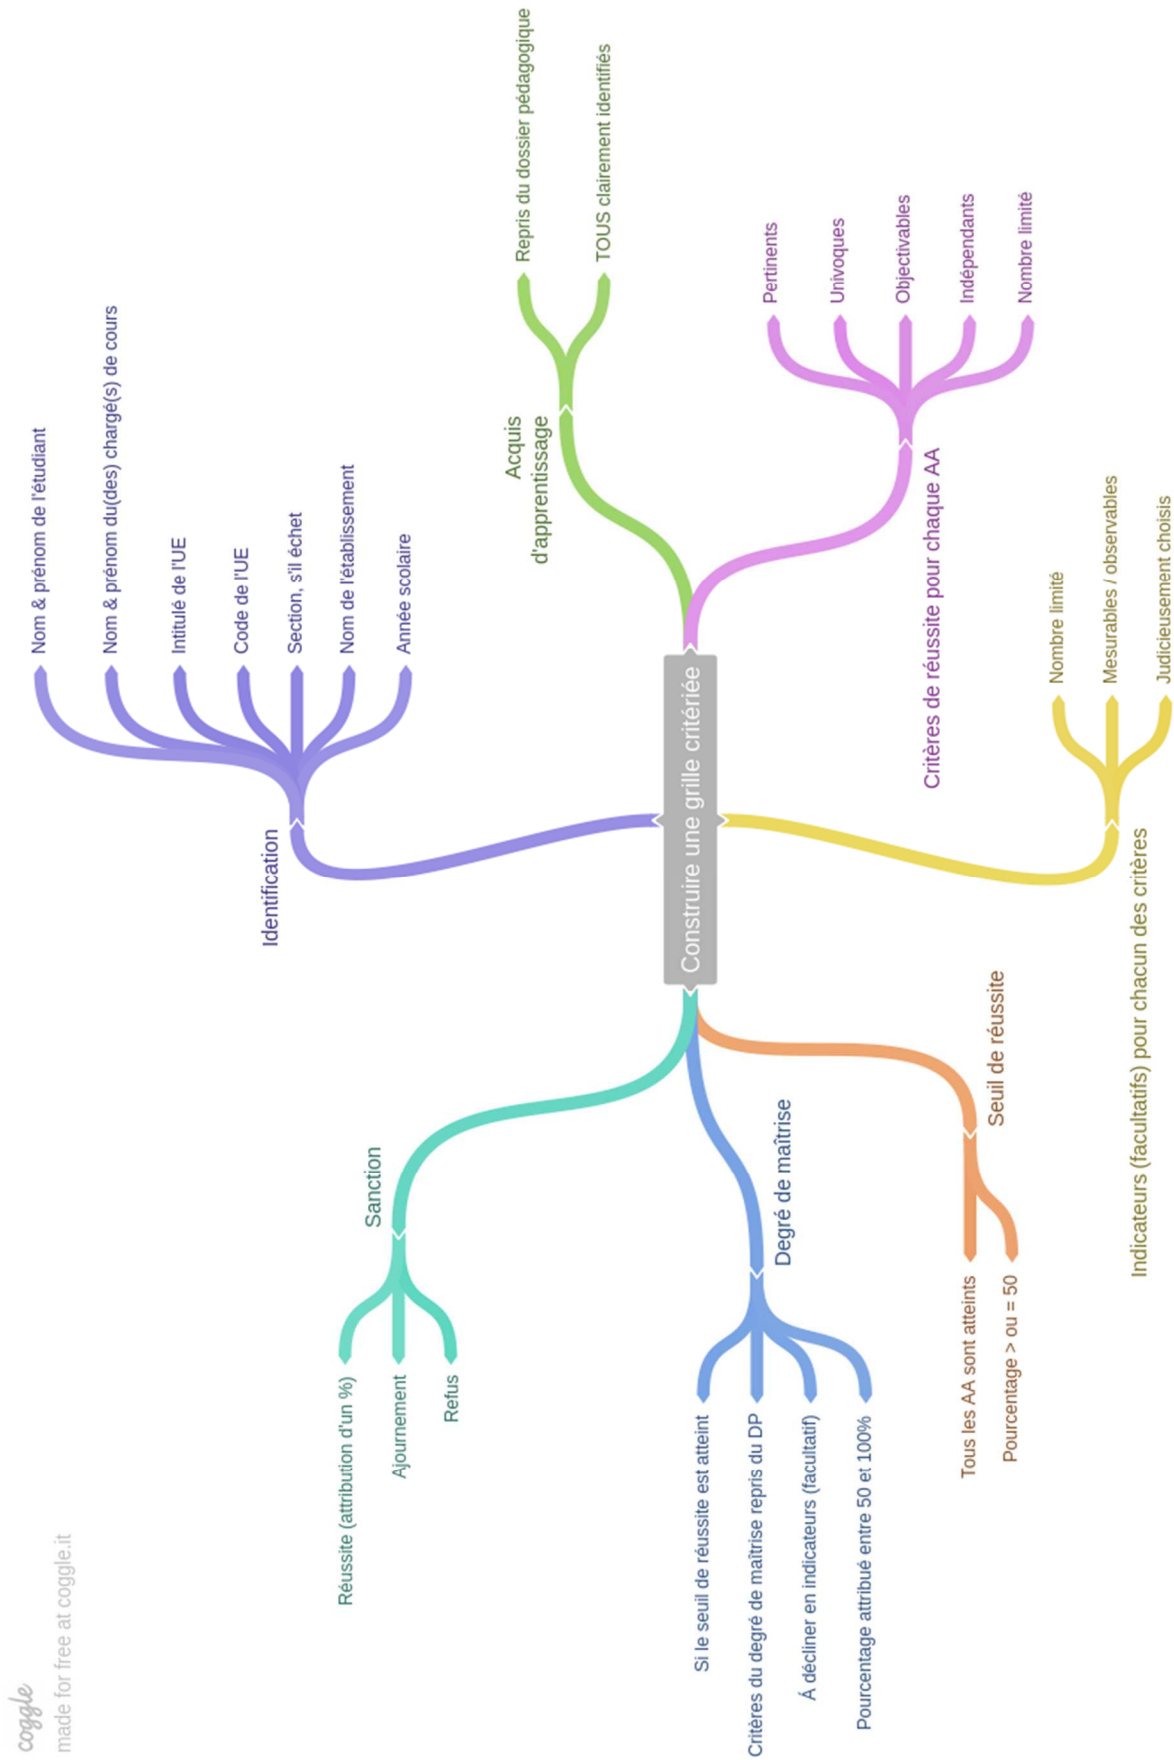 coggle
made for free at coggle.it
Construire une grille critériée
Identification
Nom & prénom de l'étudiant
Nom & prénom du(des) chargé(s) de cours
Intitulé de l'UE
Code de l'UE
Section, s'il échet
Nom de l'établissement
Année scolaire
Acquis
d'apprentissage
Repris du dossier pédagogique
TOUS clairement identifiés
Critères de réussite pour chaque AA
Pertinents
Univoques
Objectivables
Indépendants
Nombre limité
Indicateurs (facultatifs) pour chacun des critères
Nombre limité
Mesurables / observables
Judicieusement choisis
Seuil de réussite
Tous les AA sont atteints
Pourcentage > ou = 50
Degré de maîtrise
Si le seuil de réussite est atteint
Critères du degré de maîtrise repris du DP
Á décliner en indicateurs (facultatif)
Pourcentage attribué entre 50 et 100%
Sanction
Réussite (attribution d'un %)
Ajournement
Refus